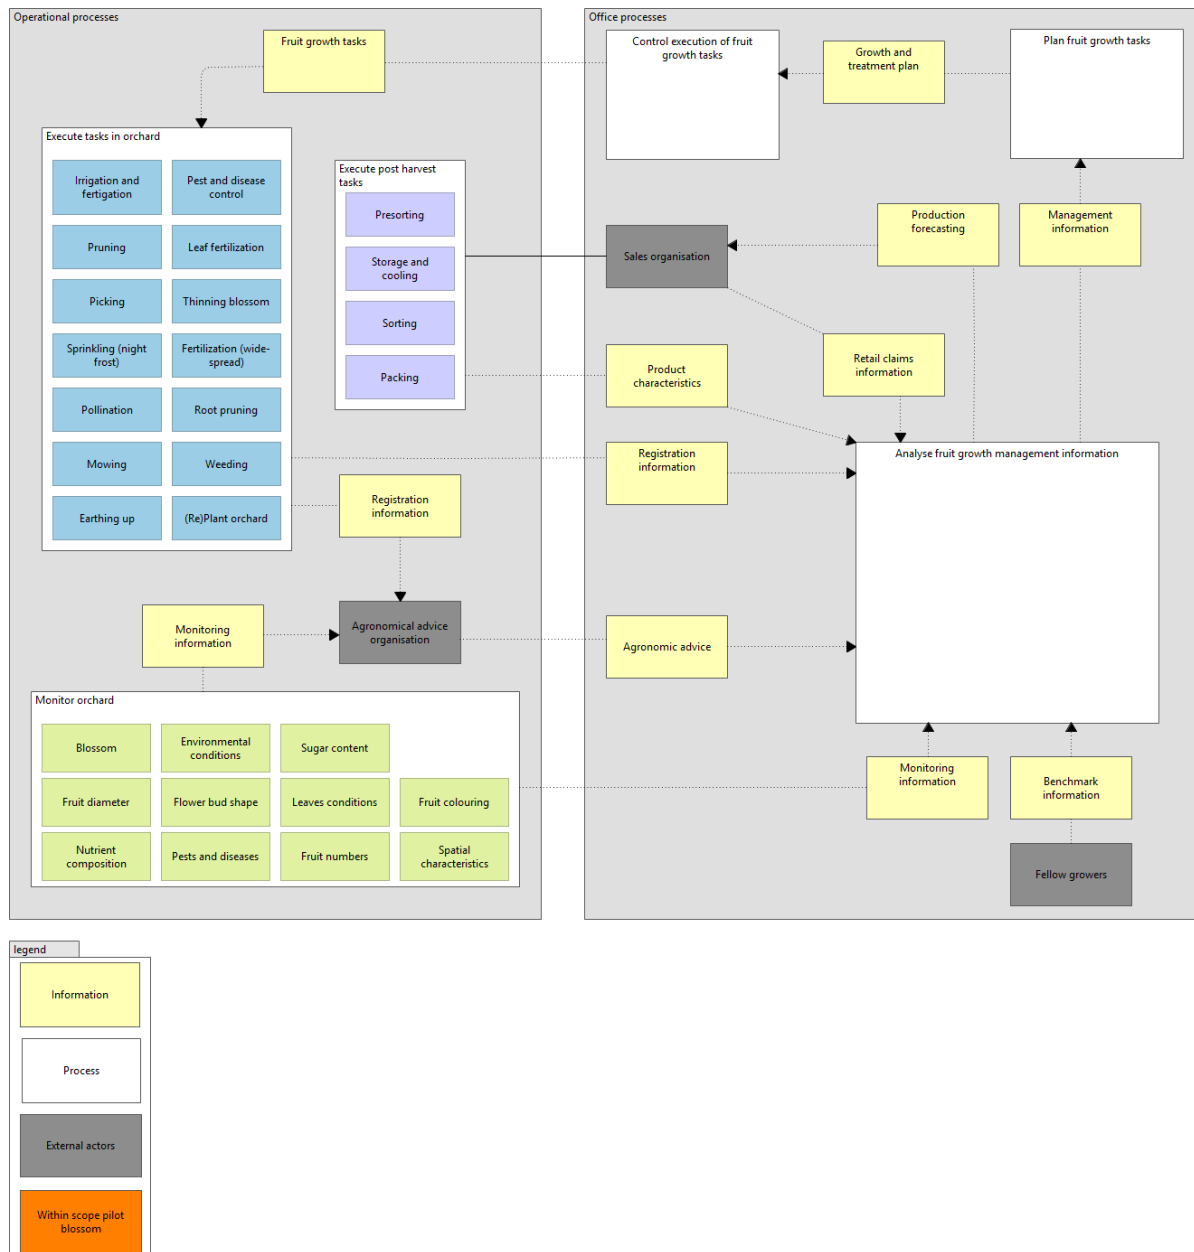 Operational processes
Fruit growth tasks
Execute tasks in orchard
Irrigation and
fertigation
Pest and disease
control
Pruning
Leaf fertilization
Picking
Thinning blossom
Sprinkling (night
frost)
Fertilization (wide-
spread)
Pollination
Root pruning
Mowing
Weeding
Earthing up
(Re)Plant orchard
Execute post harvest
tasks
Presorting
Storage and
cooling
Sorting
Packing
Registration
information
Monitoring
information
Agronomical advice
organisation
Monitor orchard
Blossom
Environmental
conditions
Sugar content
Fruit diameter
Flower bud shape
Leaves conditions
Fruit colouring
Nutrient
composition
Pests and diseases
Fruit numbers
Spatial
characteristics
Office processes
Control execution of fruit
growth tasks
Growth and
treatment plan
Plan fruit growth tasks
Production
forecasting
Management
information
Sales organisation
Retail claims
information
Product
characteristics
Registration
information
Analyse fruit growth management information
Agronomic advice
Monitoring
information
Benchmark
information
Fellow growers
legend
Information
Process
External actors
Within scope pilot
blossom